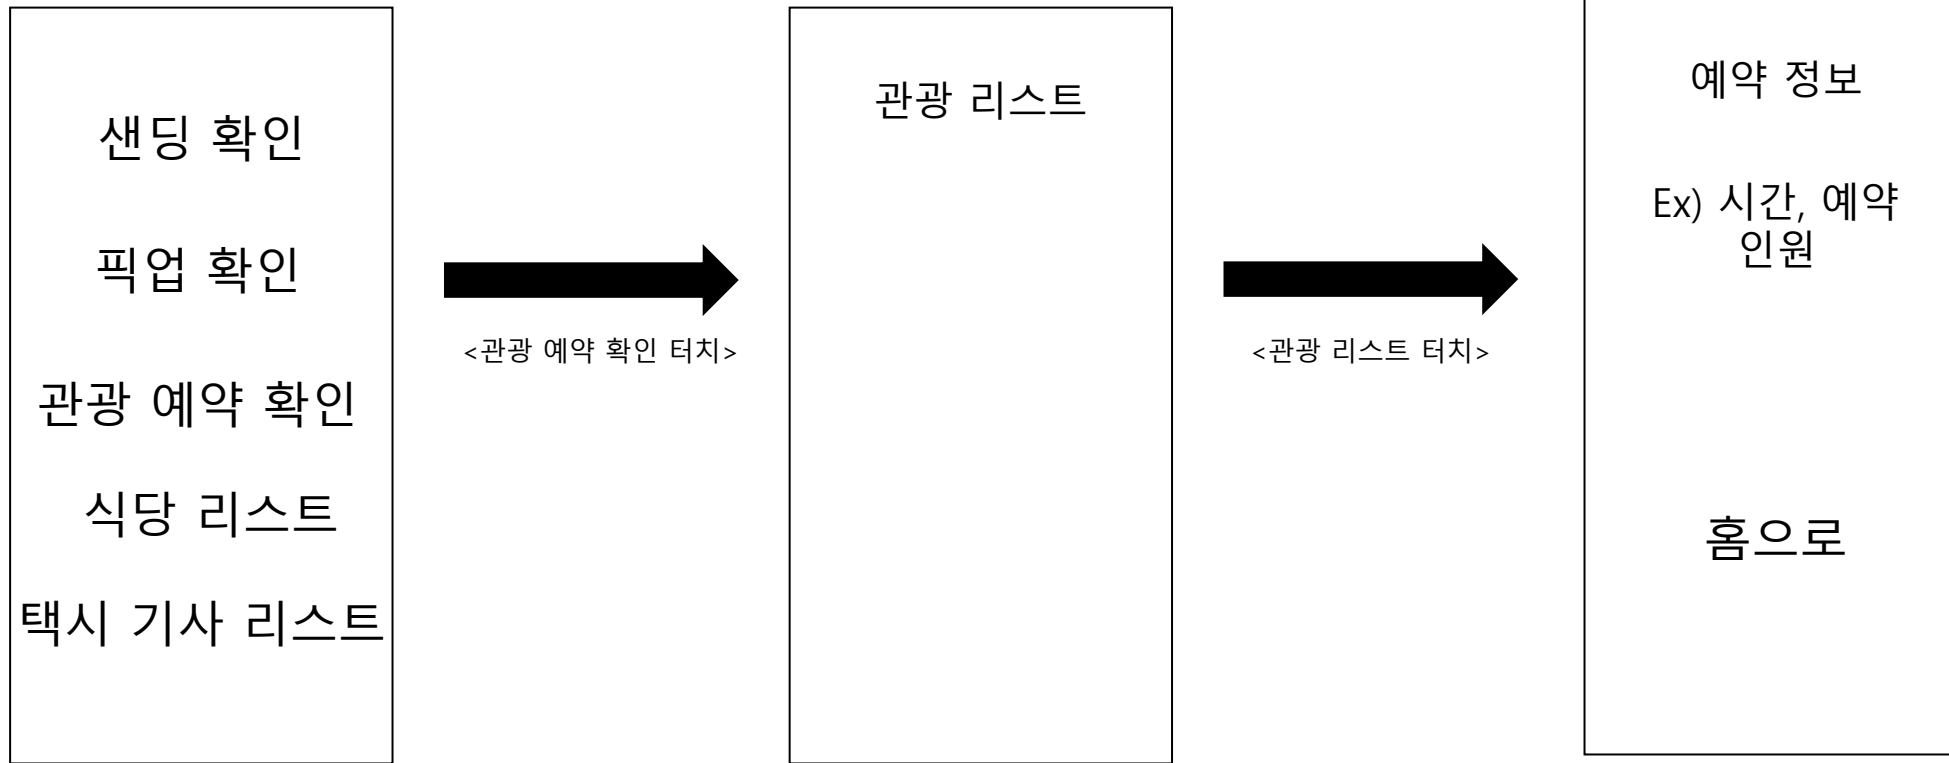 샌딩 확인
픽업 확인
관광 예약 확인
식당 리스트
택시 기사 리스트
<관광 예약 확인 터치>
관광 리스트
<관광 리스트 터치>
예약 정보
Ex) 시간, 예약
인원
홈으로